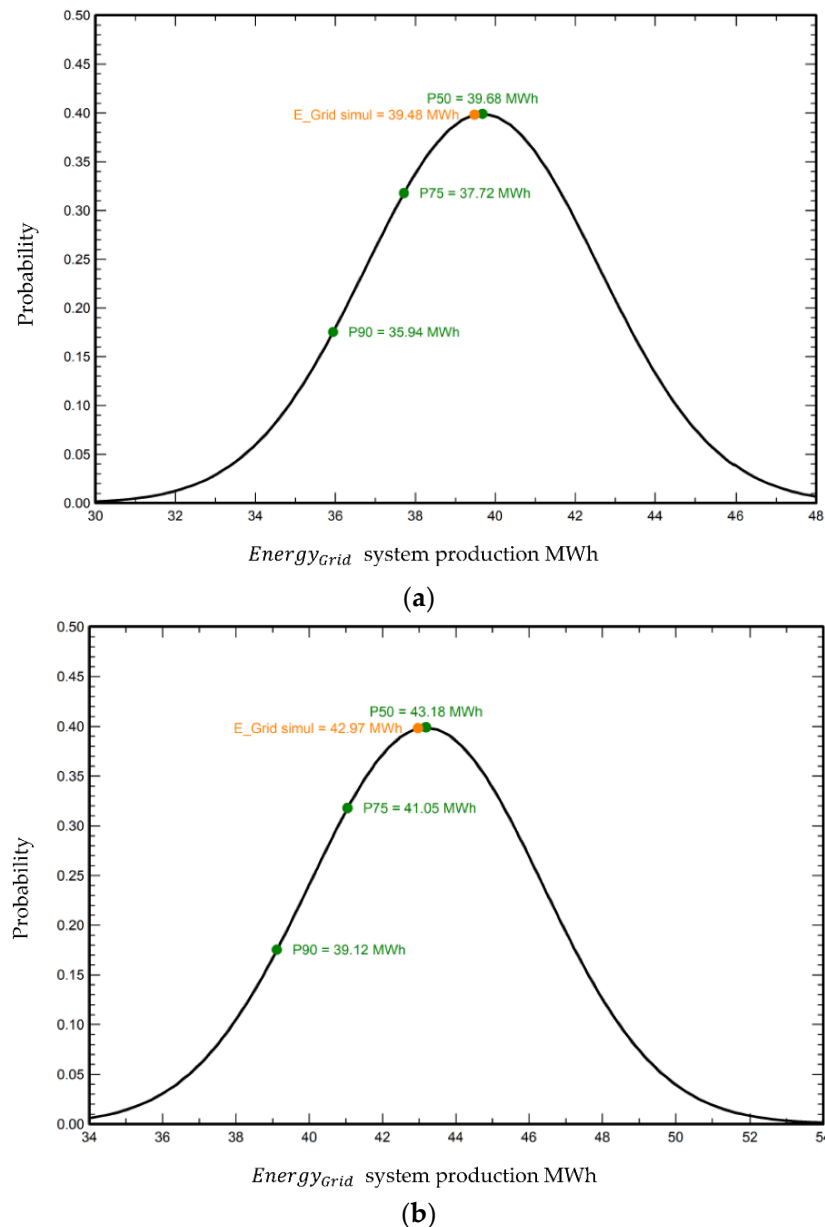 0.50
0.45
0.40
0.35
0.30
0.25
0.20
0.15
0.10
0.05
0.00
Probability
P50 = 39.68 MWh
E_Grid simul = 39.48 MWh
P75 = 37.72 MWh
P90 = 35.94 MWh
30 32 34 36 38 40 42 44 46 48
Energy_Grid system production MWh
(a)
0.50
0.45
0.40
0.35
0.30
0.25
0.20
0.15
0.10
0.05
0.00
Probability
P50 = 43.18 MWh
E_Grid simul = 42.97 MWh
P75 = 41.05 MWh
P90 = 39.12 MWh
34 36 38 40 42 44 46 48 50 52 54
Energy_Grid system production MWh
(b)